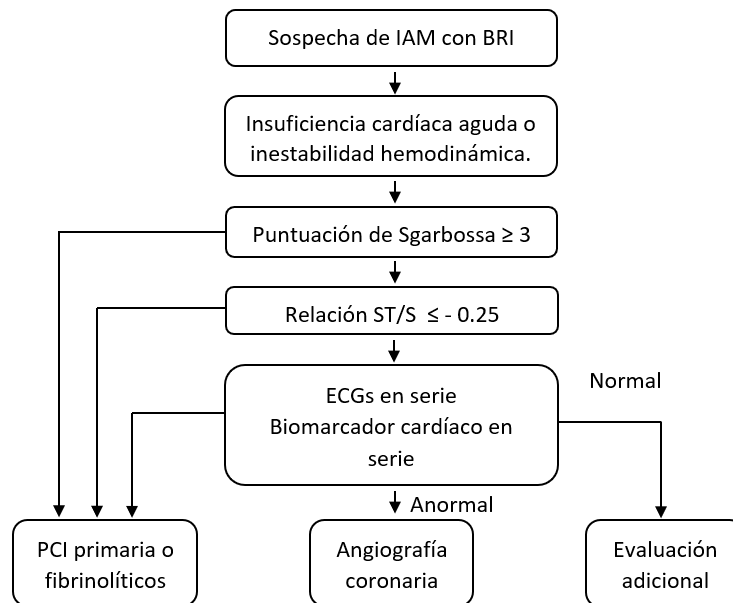 Sospecha de IAM con BRI
Insuficiencia cardíaca aguda o
inestabilidad hemodinámica.
Puntuación de Sgarbossa ≥ 3
Relación ST/S ≤ - 0.25
ECGs en serie
Biomarcador cardíaco en
serie
Normal
Anormal
PCI primaria o
fibrinolíticos
Angiografía
coronaria
Evaluación
adicional